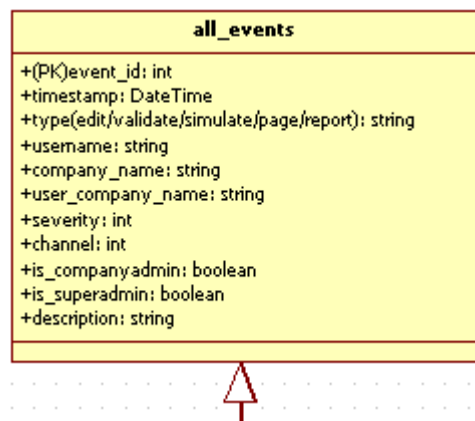 all_events
+(PK)event_id: int
+timestamp: DateTime
+type(edit/validate/simulate/page/report): string
+username: string
+company_name: string
+user_company_name: string
+severity: int
+channel: int
+is_companyadmin: boolean
+is_superadmin: boolean
+description: string